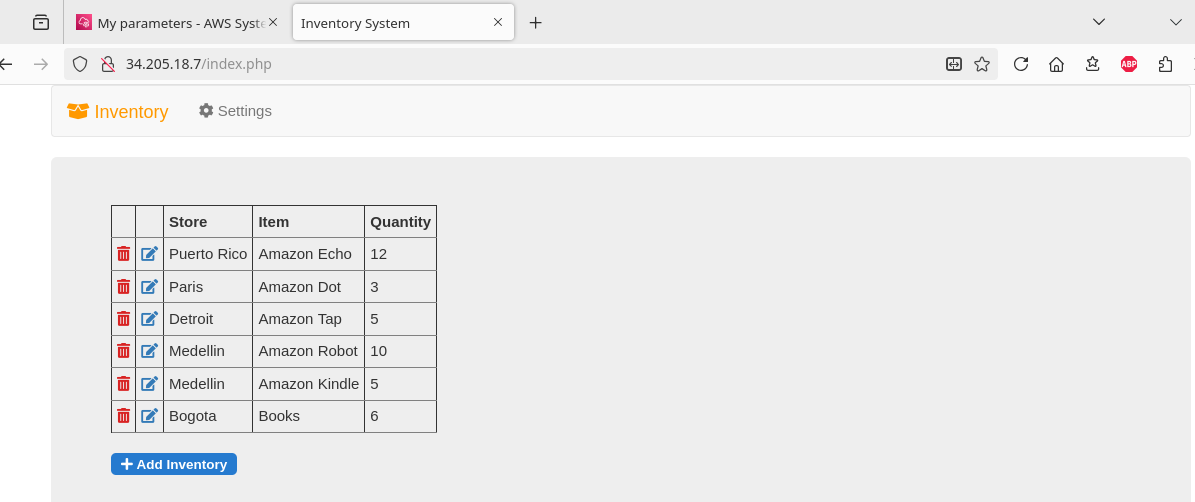 My parameters - AWS Syste
Inventory System
34.205.18.7/index.php
ABP
Inventory Settings
Store Item Quantity
Puerto Rico Amazon Echo 12
Paris Amazon Dot 3
Detroit Amazon Tap 5
Medellin Amazon Robot 10
Medellin Amazon Kindle 5
Bogota Books 6
Add Inventory